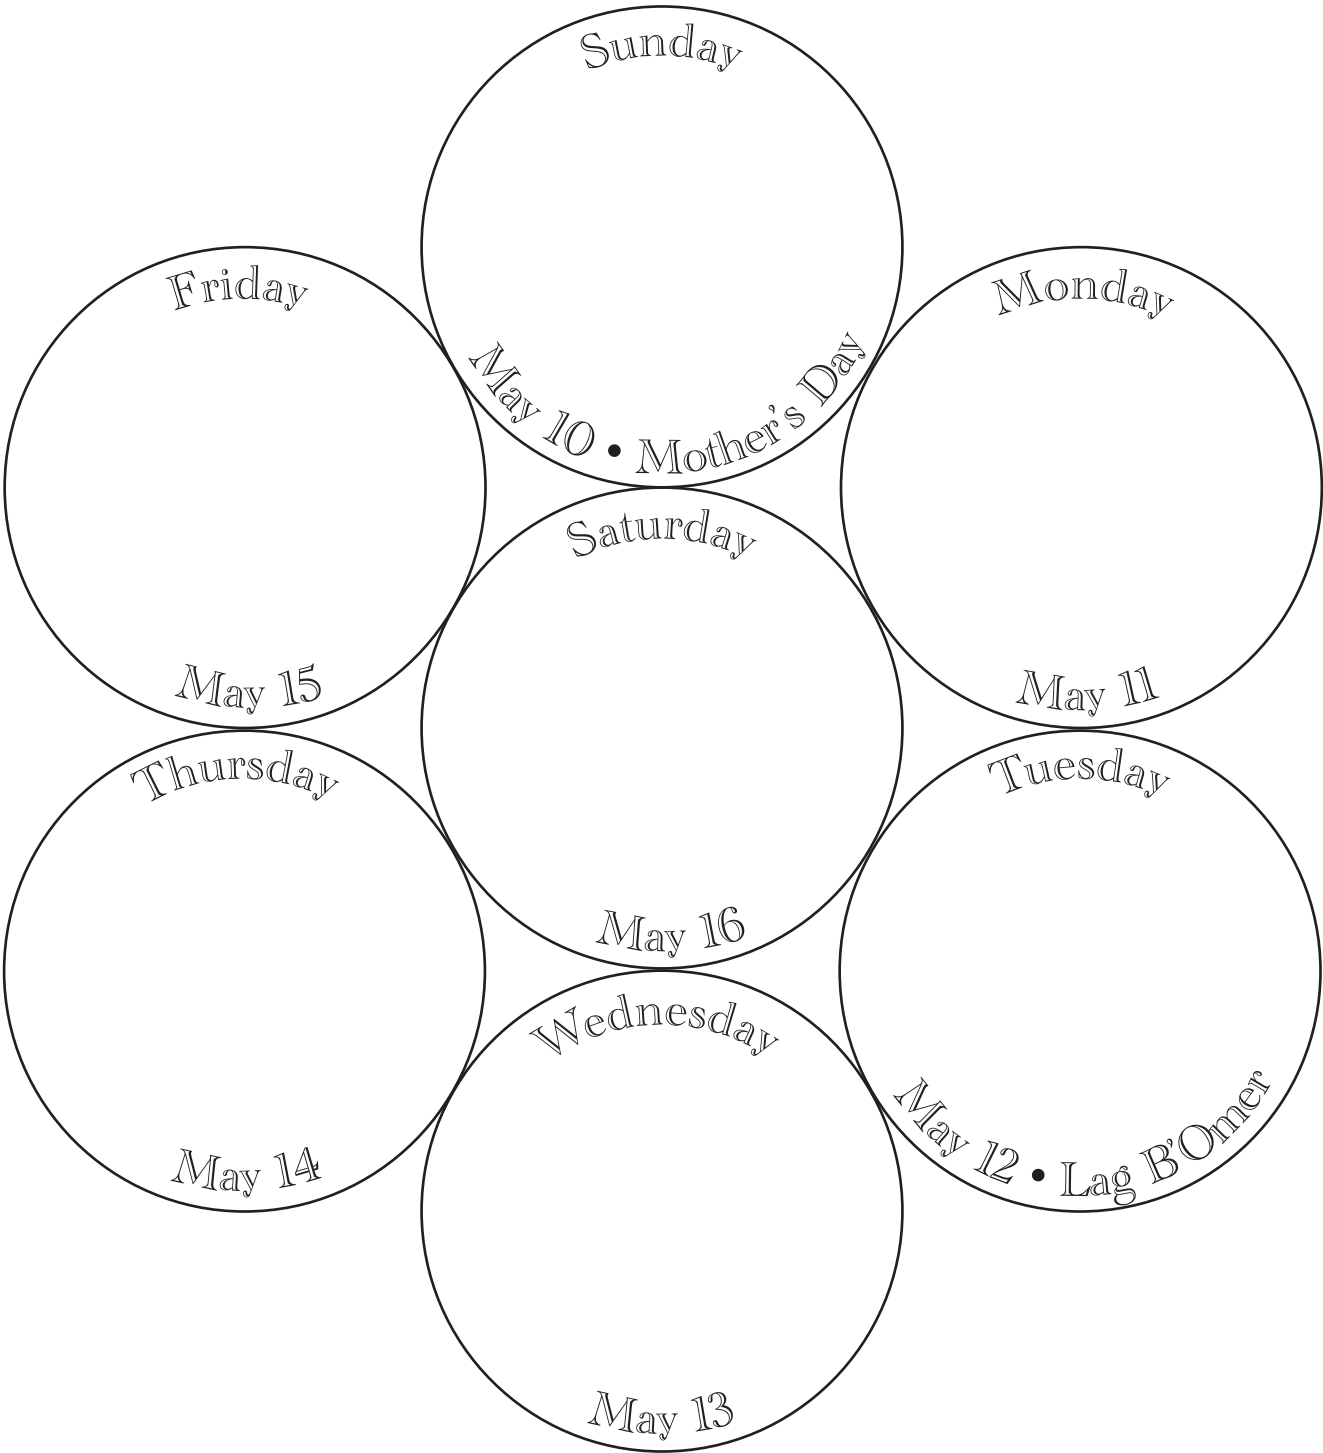 Sunday
May 10 • Mother's Day
Friday
May 15
Monday
May 11
Saturday
May 16
Thursday
May 14
Tuesday
May 12 • Lag B'Omer
Wednesday
May 13